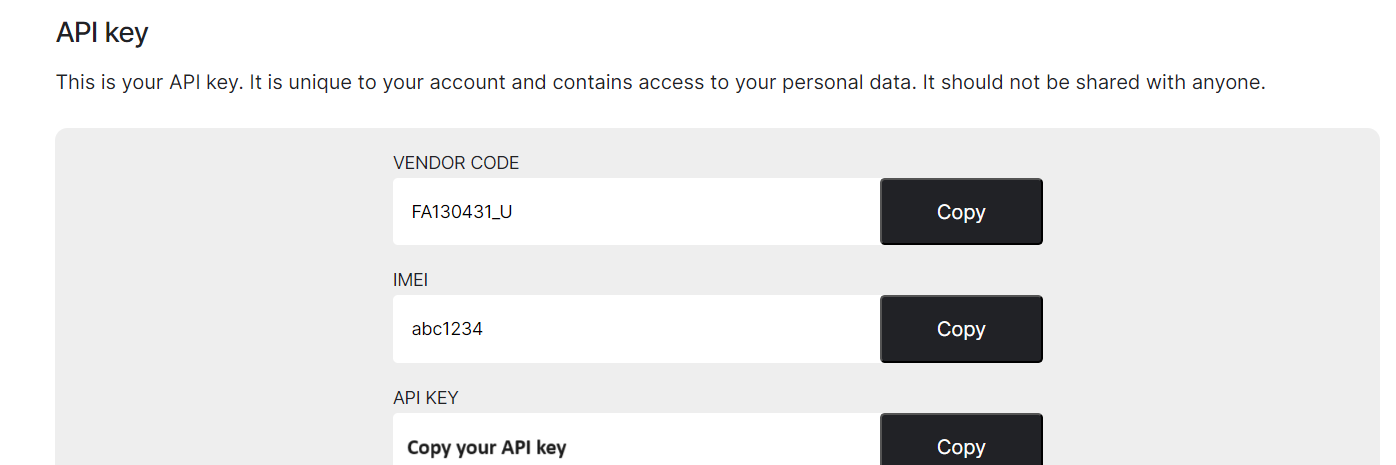 API key
This is your API key. It is unique to your account and contains access to your personal data. It should not be shared with anyone.
VENDOR CODE
FA130431_U
Copy
IMEI
abc1234
Copy
API KEY
Copy your API key
Copy